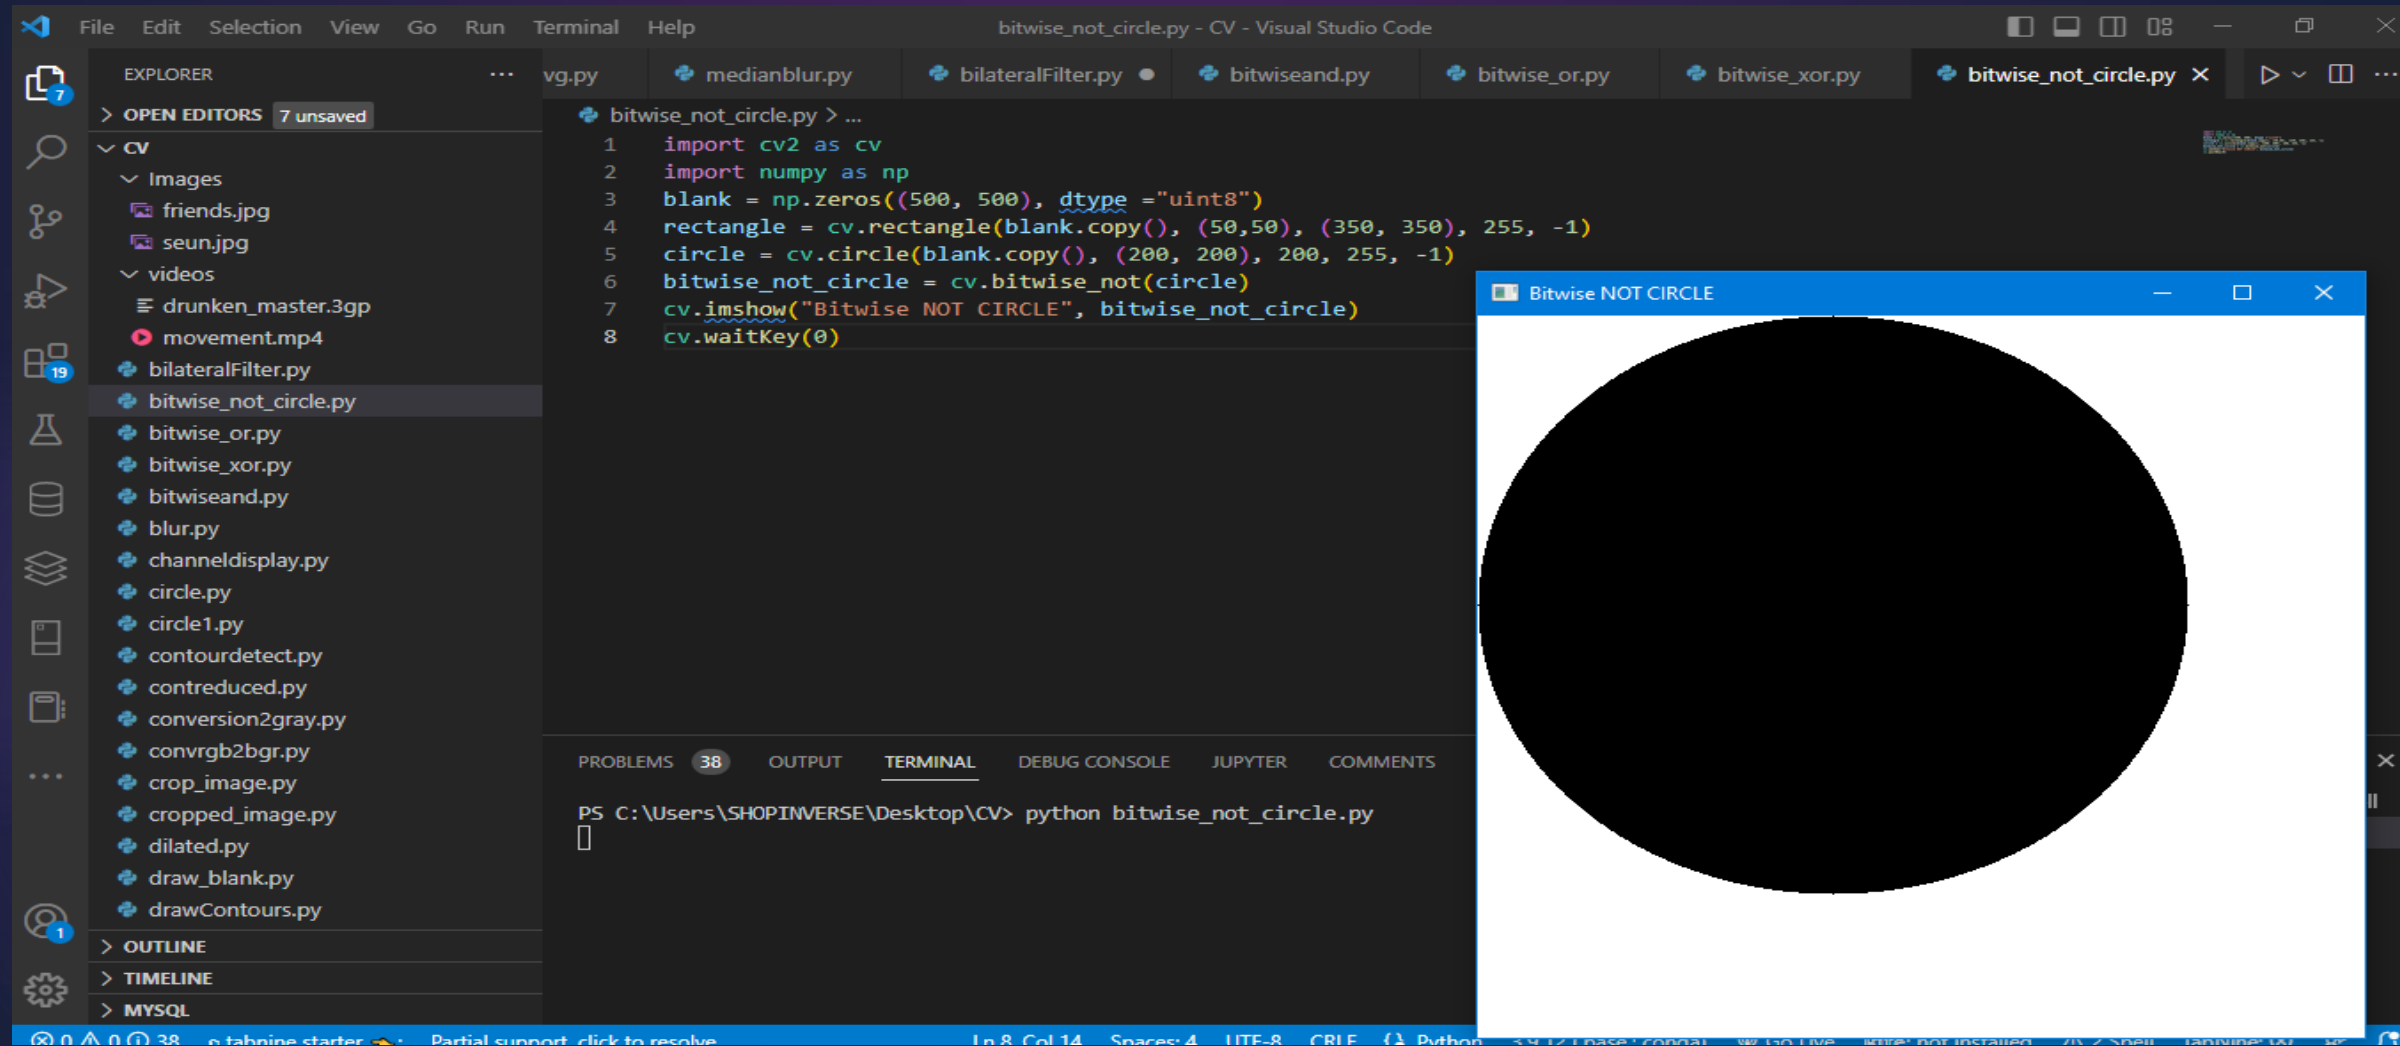 File Edit Selection View Go Run Terminal Help
bitwise_not_circle.py - CV - Visual Studio Code
EXPLORER
7
OPEN EDITORS 7 unsaved
CV
Images
friends.jpg
seun.jpg
videos
drunken_master.3gp
movement.mp4
bilateralFilter.py
bitwise_not_circle.py
bitwise_or.py
bitwise_xor.py
bitwiseand.py
blur.py
channeldisplay.py
circle.py
circle1.py
contourdetect.py
contreduced.py
conversion2gray.py
convrgb2bgr.py
crop_image.py
cropped_image.py
dilated.py
draw_blank.py
drawContours.py
OUTLINE
TIMELINE
MYSQL
19
1
vg.py medianblur.py bilateralFilter.py bitwiseand.py bitwise_or.py bitwise_xor.py bitwise_not_circle.py
bitwise_not_circle.py > ...
1 import cv2 as cv
2 import numpy as np
3 blank = np.zeros((500, 500), dtype ="uint8")
4 rectangle = cv.rectangle(blank.copy(), (50,50), (350, 350), 255, -1)
5 circle = cv.circle(blank.copy(), (200, 200), 200, 255, -1)
6 bitwise_not_circle = cv.bitwise_not(circle)
7 cv.imshow("Bitwise NOT CIRCLE", bitwise_not_circle)
8 cv.waitKey(0)
Bitwise NOT CIRCLE
PROBLEMS 38 OUTPUT TERMINAL DEBUG CONSOLE JUPYTER COMMENTS
PS C:\Users\SHOPINVERSE\Desktop\CV> python bitwise_not_circle.py
0 0 38 tabnine starter Partial support, click to resolve Ln 8, Col 14 Spaces: 4 UTF-8 CRLF Python